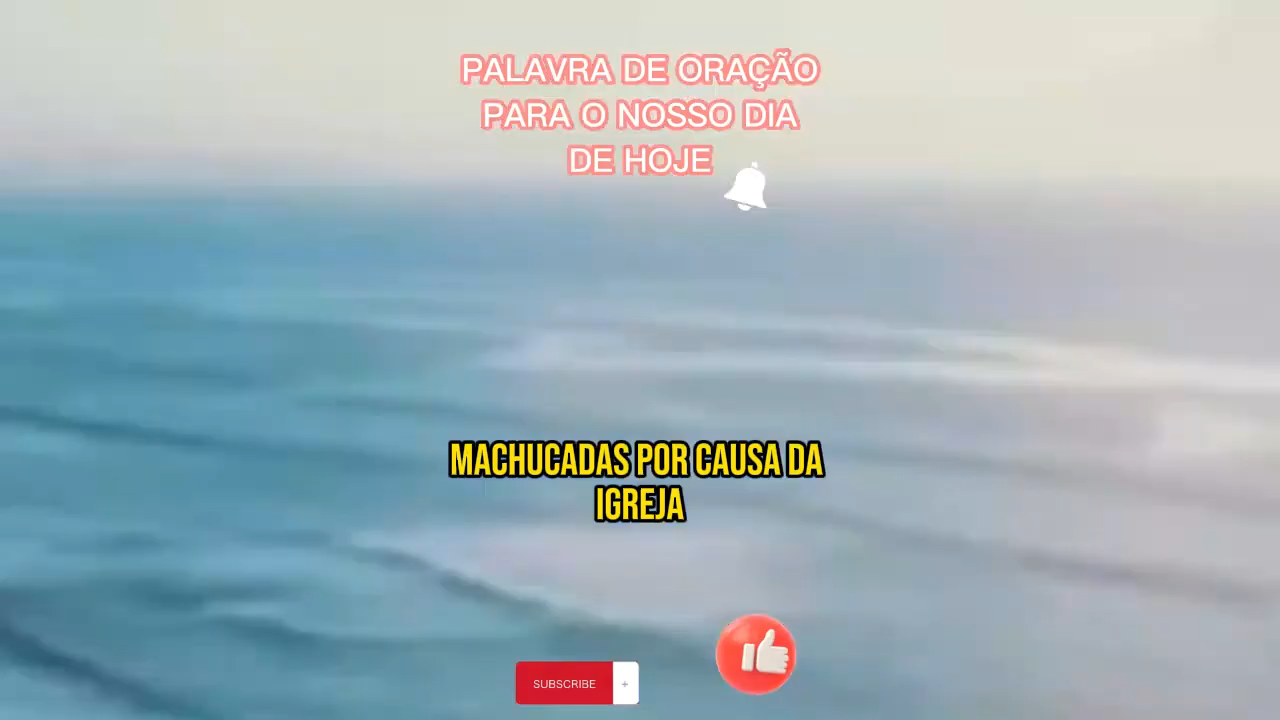 PALAVRA DE ORAÇÃO
PARA O NOSSO DIA
DE HOJE
MACHUCADAS POR CAUSA DA
IGREJA
SUBSCRIBE +